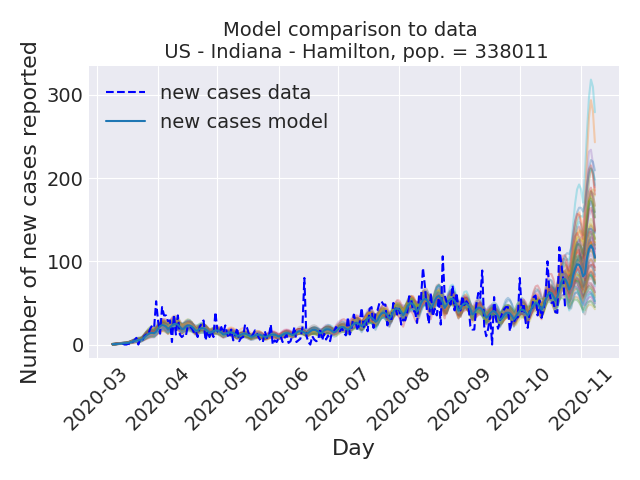 Model comparison to data
US - Indiana - Hamilton, pop. = 338011
new cases data
new cases model
Number of new cases reported
300
200
100
0
2020-03
2020-04
2020-05
2020-06
2020-07
2020-08
2020-09
2020-10
2020-11
Day